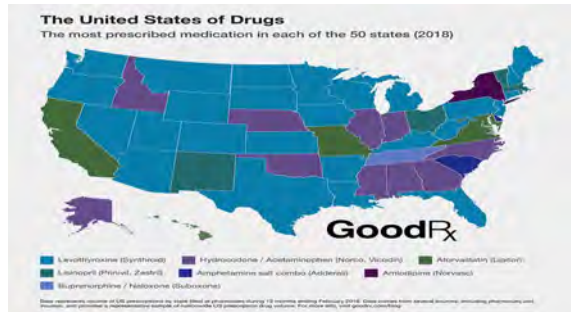 The United States of Drugs
The most prescribed medication in each of the 50 states (2018)
GoodRx
Levothyroxine (Synthroid) Hydrocodone / Acetaminophen (Norco, Vicodin) Atorvastatin (Lipitor)
Lisinopril (Prinivil, Zestril) Amphetamine salt combo (Adderall) Amlodipine (Norvasc)
Buprenorphine / Naloxone (Suboxone)